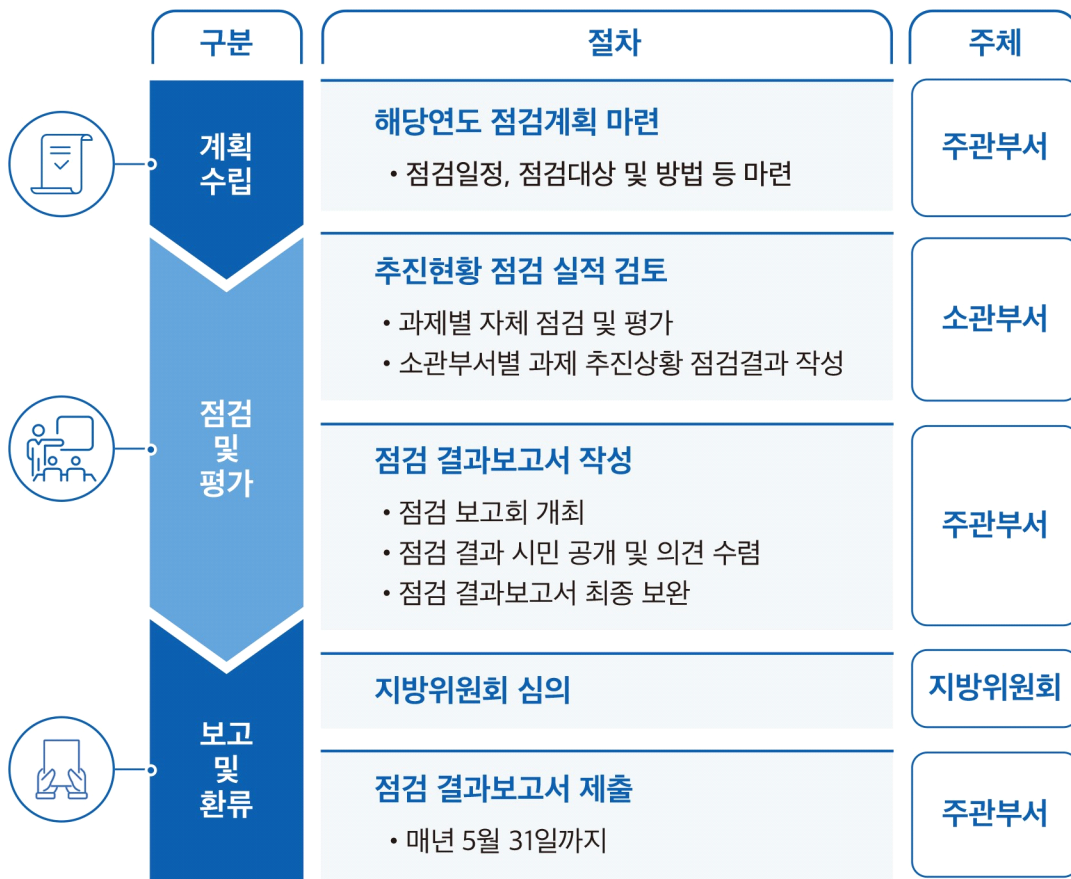 구분
절차
주체
계획
수립
해당연도 점검계획 마련
• 점검일정, 점검대상 및 방법 등 마련
주관부서
점검
및
평가
추진현황 점검 실적 검토
• 과제별 자체 점검 및 평가
• 소관부서별 과제 추진상황 점검결과 작성
소관부서
점검 결과보고서 작성
• 점검 보고회 개최
• 점검 결과 시민 공개 및 의견 수렴
• 점검 결과보고서 최종 보완
주관부서
보고
및
환류
지방위원회 심의
지방위원회
점검 결과보고서 제출
• 매년 5월 31일까지
주관부서